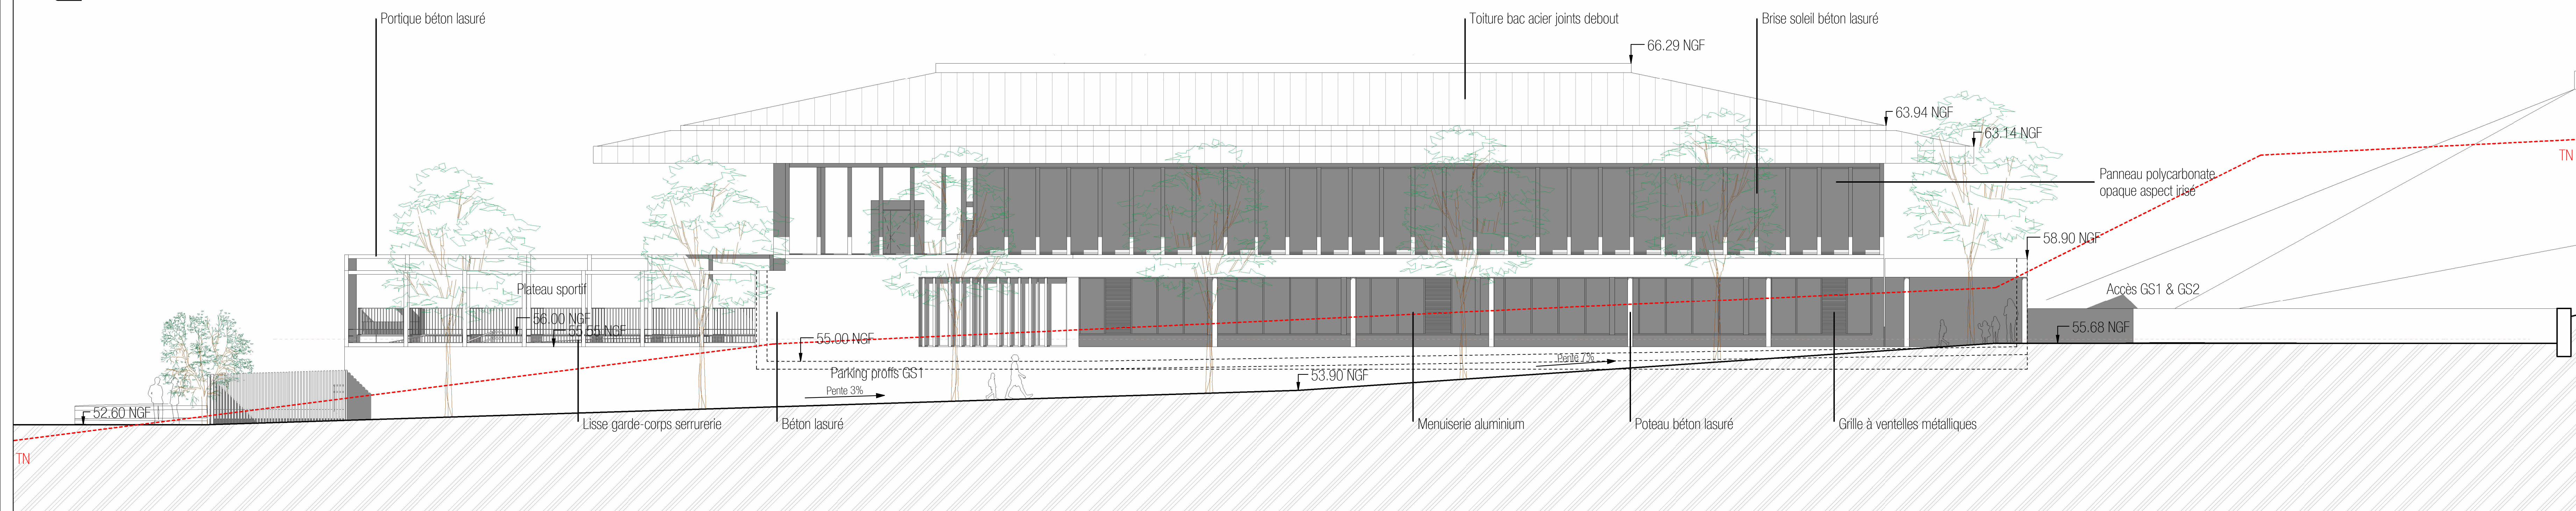 Portique béton lasuré
Toiture bac acier joints debout
Brise soleil béton lasuré
66.29 NGF
63.94 NGF
63.14 NGF
TN
Panneau polycarbonate
opaque aspect irisé
58.90 NGF
Plateau sportif
Accès GS1 & GS2
56.00 NGF
55.55 NGF
55.68 NGF
55.00 NGF
Pente 7%
Parking proffs GS1
53.90 NGF
Pente 3%
52.60 NGF
Lisse garde-corps serrurerie
Béton lasuré
Menuiserie aluminium
Poteau béton lasuré
Grille à ventelles métalliques
TN